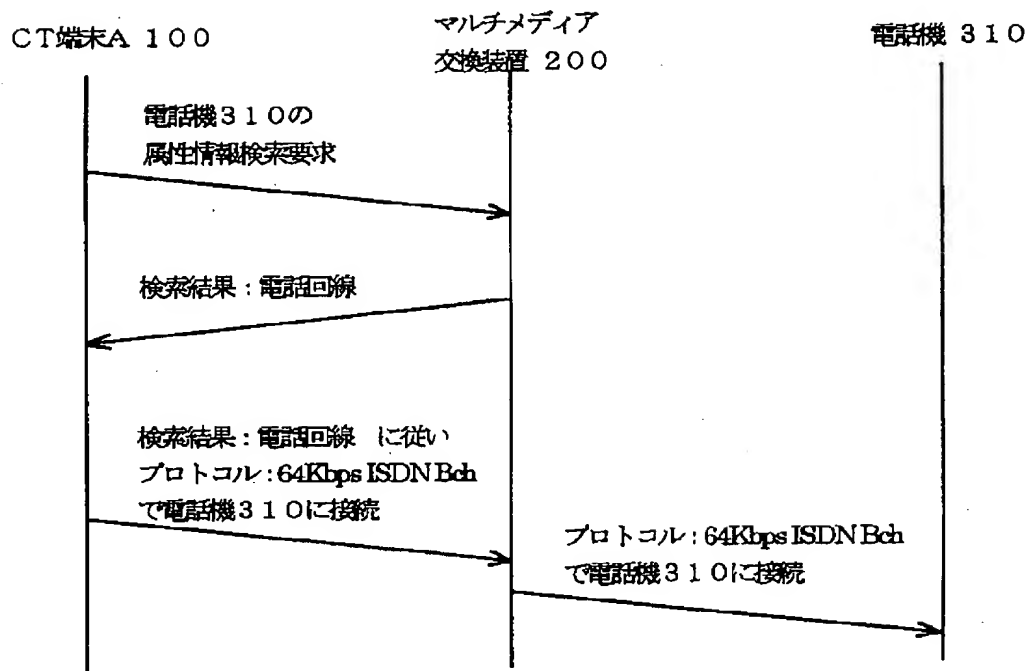 CT端末A 100
マルチメディア
交換装置 200
電話機 310
電話機310の
属性情報検索要求
検索結果:電話回線
検索結果:電話回線 に従い
プロトコル:64Kbps ISDN Bch
で電話機310に接続
プロトコル:64Kbps ISDN Bch
で電話機310に接続